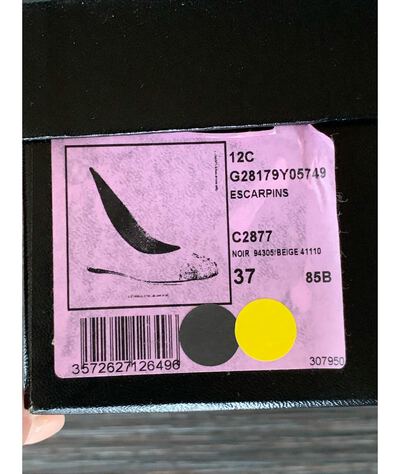 12C
G28179Y05749
ESCARPINS
C2877
NOIR 94305/BEIGE 41110
37 85B
3572627126496
307950